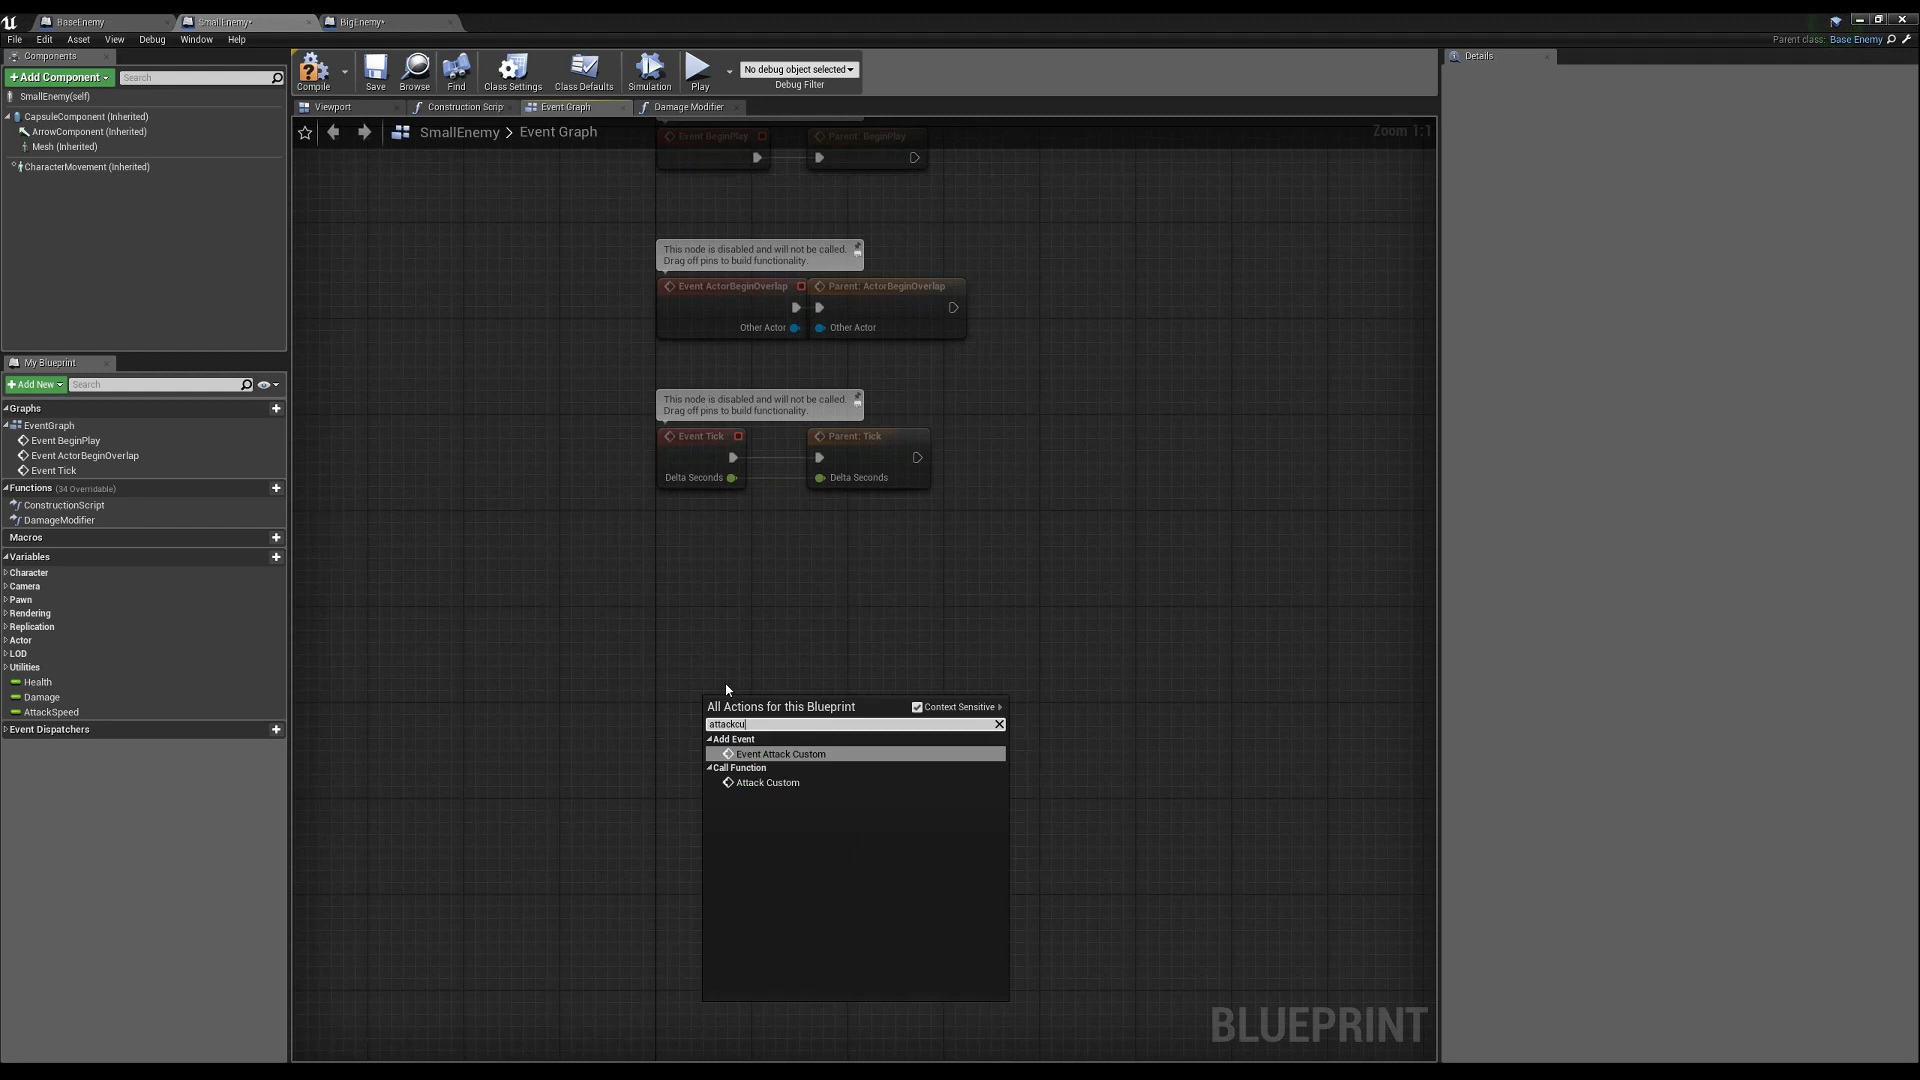 BaseEnemy
SmallEnemy*
BigEnemy*
File Edit Asset View Debug Window Help
Parent class: Base Enemy
Components
+Add Component
Search
SmallEnemy(self)
CapsuleComponent (Inherited)
ArrowComponent (Inherited)
Mesh (Inherited)
CharacterMovement (Inherited)
My Blueprint
+Add New
Search
Graphs
EventGraph
Event BeginPlay
Event ActorBeginOverlap
Event Tick
Functions (34 Overridable)
ConstructionScript
DamageModifier
Macros
Variables
Character
Camera
Pawn
Rendering
Replication
Actor
LOD
Utilities
Health
Damage
AttackSpeed
Event Dispatchers
Compile
Save
Browse
Find
Class Settings
Class Defaults
Simulation
Play
No debug object selected
Debug Filter
Viewport
Construction Scrip
Event Graph
Damage Modifier
SmallEnemy > Event Graph
Zoom 1:1
Event BeginPlay
Parent: BeginPlay
This node is disabled and will not be called.
Drag off pins to build functionality.
Event ActorBeginOverlap
Parent: ActorBeginOverlap
Other Actor
Other Actor
This node is disabled and will not be called.
Drag off pins to build functionality.
Event Tick
Parent: Tick
Delta Seconds
Delta Seconds
All Actions for this Blueprint
Context Sensitive
attackcu
Add Event
Event Attack Custom
Call Function
Attack Custom
BLUEPRINT
Details